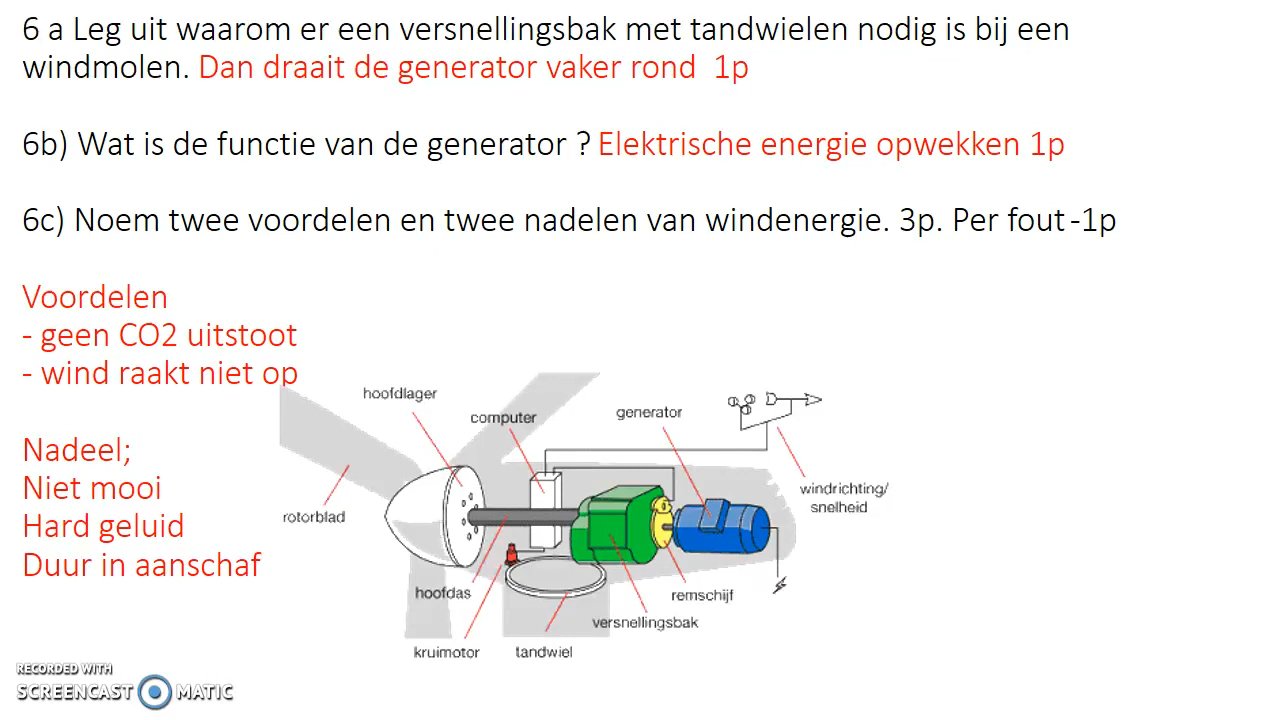 6 a Leg uit waarom er een versnellingsbak met tandwielen nodig is bij een
windmolen. Dan draait de generator vaker rond 1p
6b) Wat is de functie van de generator ? Elektrische energie opwekken 1p
6c) Noem twee voordelen en twee nadelen van windenergie. 3p. Per fout -1p
Voordelen
- geen CO2 uitstoot
- wind raakt niet op
Nadeel;
Niet mooi
Hard geluid
Duur in aanschaf
hoofdlager
computer
generator
windrichting/
snelheid
rotorblad
hoofdas
remschijf
versnellingsbak
kruimotor
tandwiel
RECORDED WITH
SCREENCAST MATIC